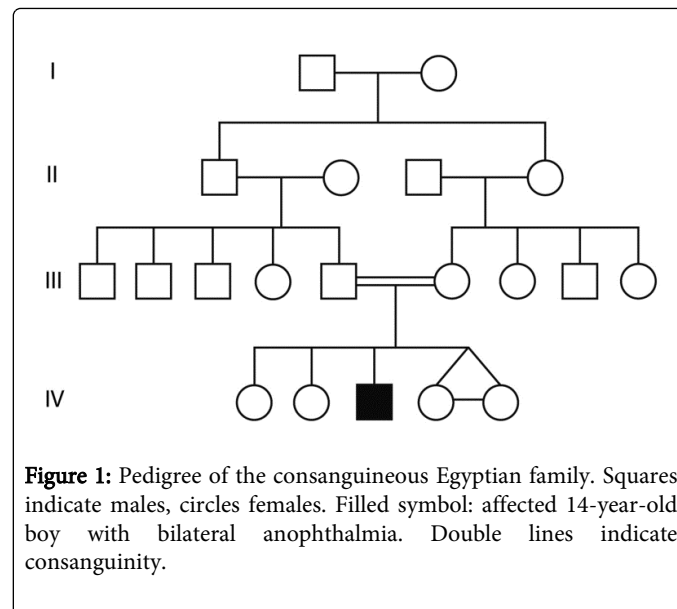 I
II
III
IV
Figure 1: Pedigree of the consanguineous Egyptian family. Squares
indicate males, circles females. Filled symbol: affected 14-year-old
boy with bilateral anophthalmia. Double lines indicate
consanguinity.